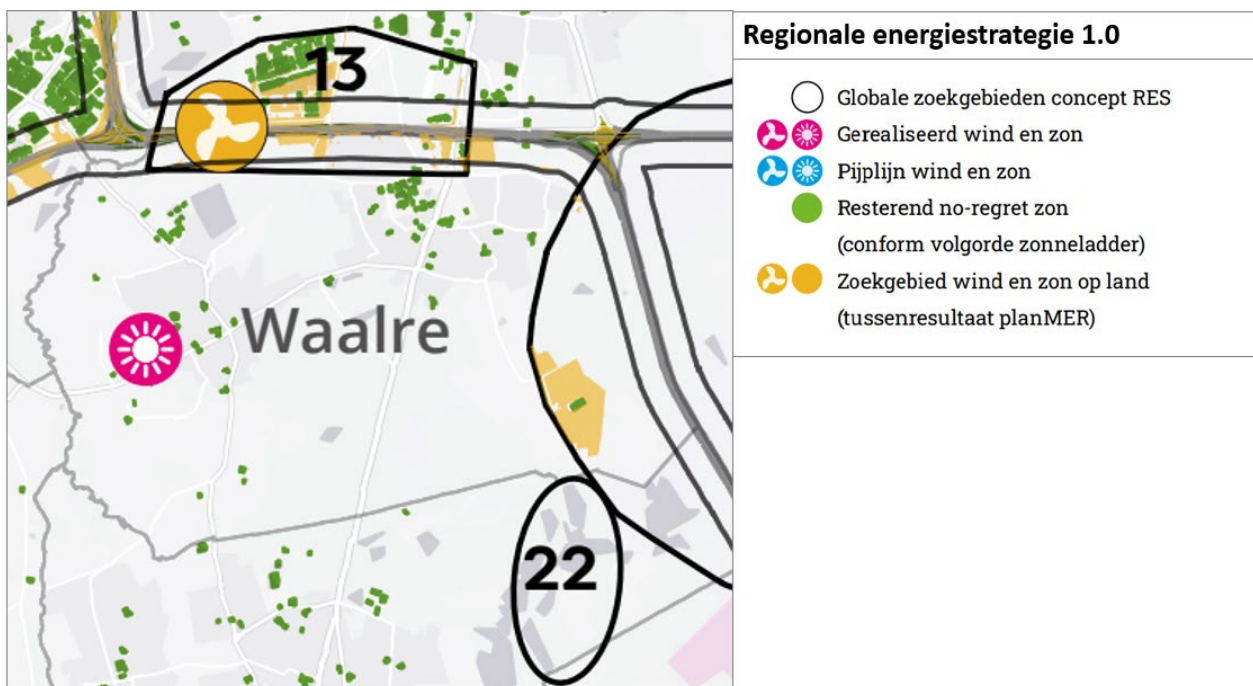 13
Waalre
22
Regionale energiestrategie 1.0
Globale zoekgebieden concept RES
Gerealiseerd wind en zon
Pijplijn wind en zon
Resterend no-regret zon
(conform volgorde zonneladder)
Zoekgebied wind en zon op land
(tussenresultaat planMER)